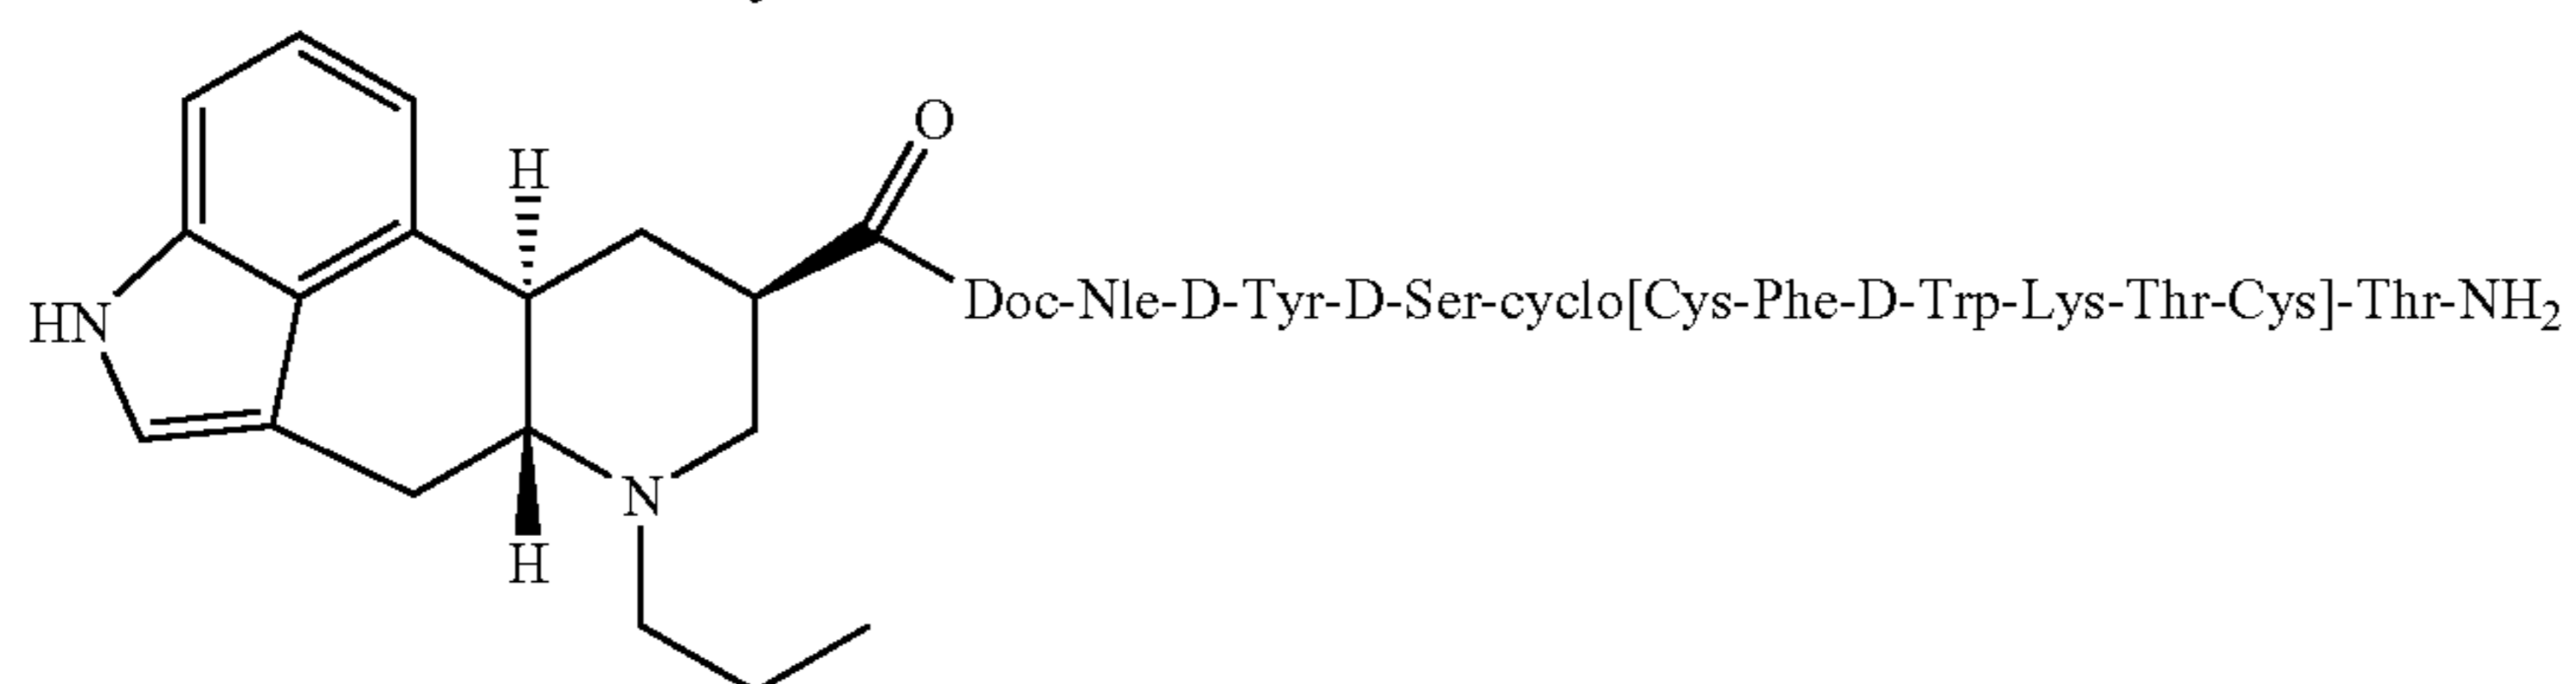 O
H
Doc-Nle-D-Tyr-D-Ser-cyclo[Cys-Phe-D-Trp-Lys-Thr-Cys]-Thr-NH₂
HN
N
H